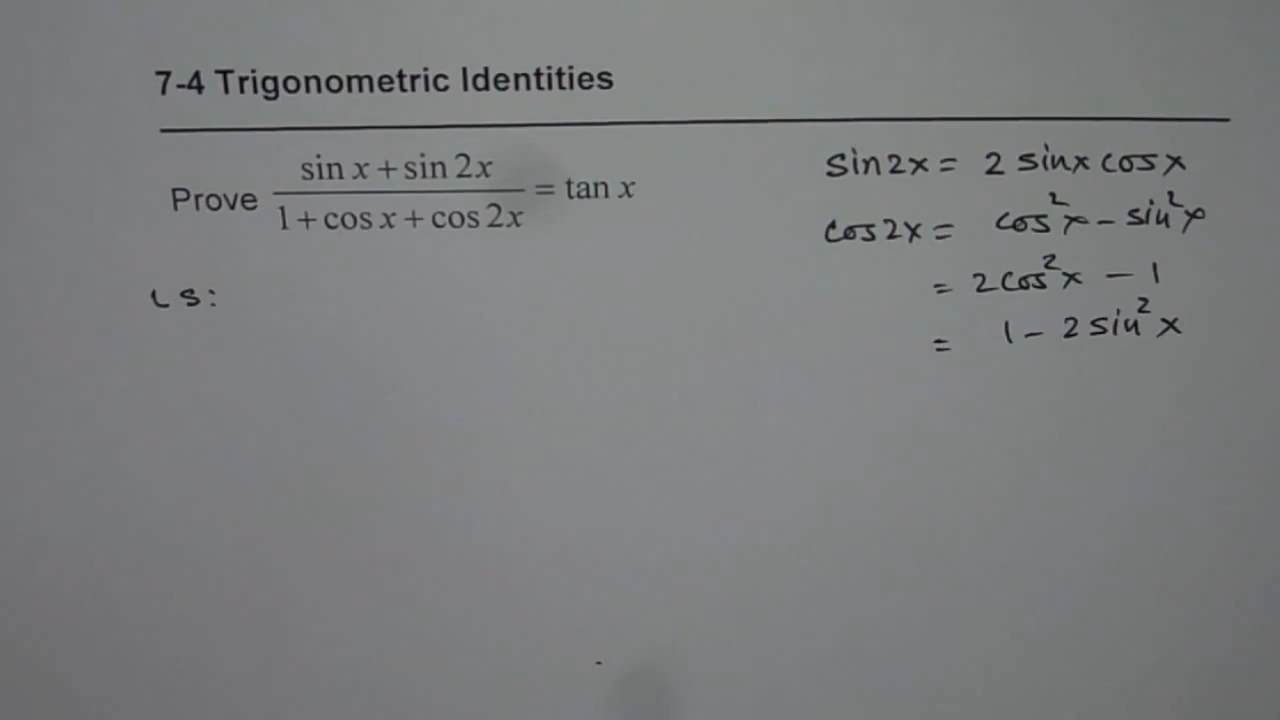 7-4 Trigonometric Identities
Prove (sin x + sin 2x)/(1 + cos x + cos 2x) = tan x
LS:
sin2x = 2 sinx cosx
cos2x = cos²x - sin²x
= 2cos²x - 1
= 1 - 2 sin²x